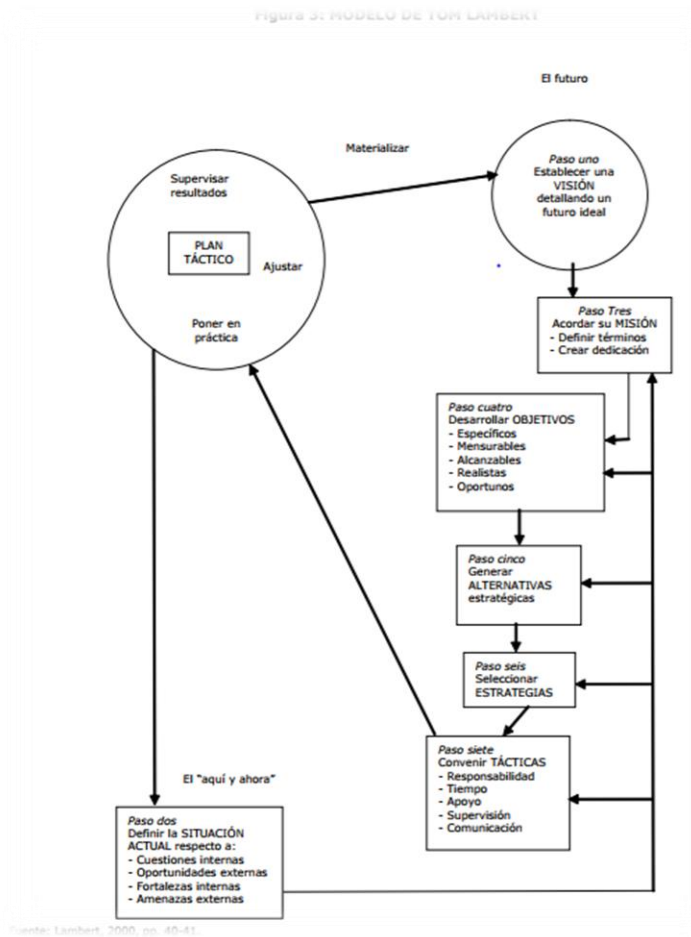 Figura 3: MODELO DE TOM LAMBERT
El futuro
Materializar
Paso uno
Establecer una
VISIÓN
detallando un
futuro ideal
Supervisar
resultados
PLAN
TÁCTICO
Ajustar
Poner en
práctica
Paso Tres
Acordar su MISIÓN
- Definir términos
- Crear dedicación
Paso cuatro
Desarrollar OBJETIVOS
- Específicos
- Mensurables
- Alcanzables
- Realistas
- Oportunos
Paso cinco
Generar
ALTERNATIVAS
estratégicas
Paso seis
Seleccionar
ESTRATEGIAS
Paso siete
Convenir TÁCTICAS
- Responsabilidad
- Tiempo
- Apoyo
- Supervisión
- Comunicación
El "aquí y ahora"
Paso dos
Definir la SITUACIÓN
ACTUAL respecto a:
- Cuestiones internas
- Oportunidades externas
- Fortalezas internas
- Amenazas externas
Fuente: Lambert, 2000, pp. 40-41.